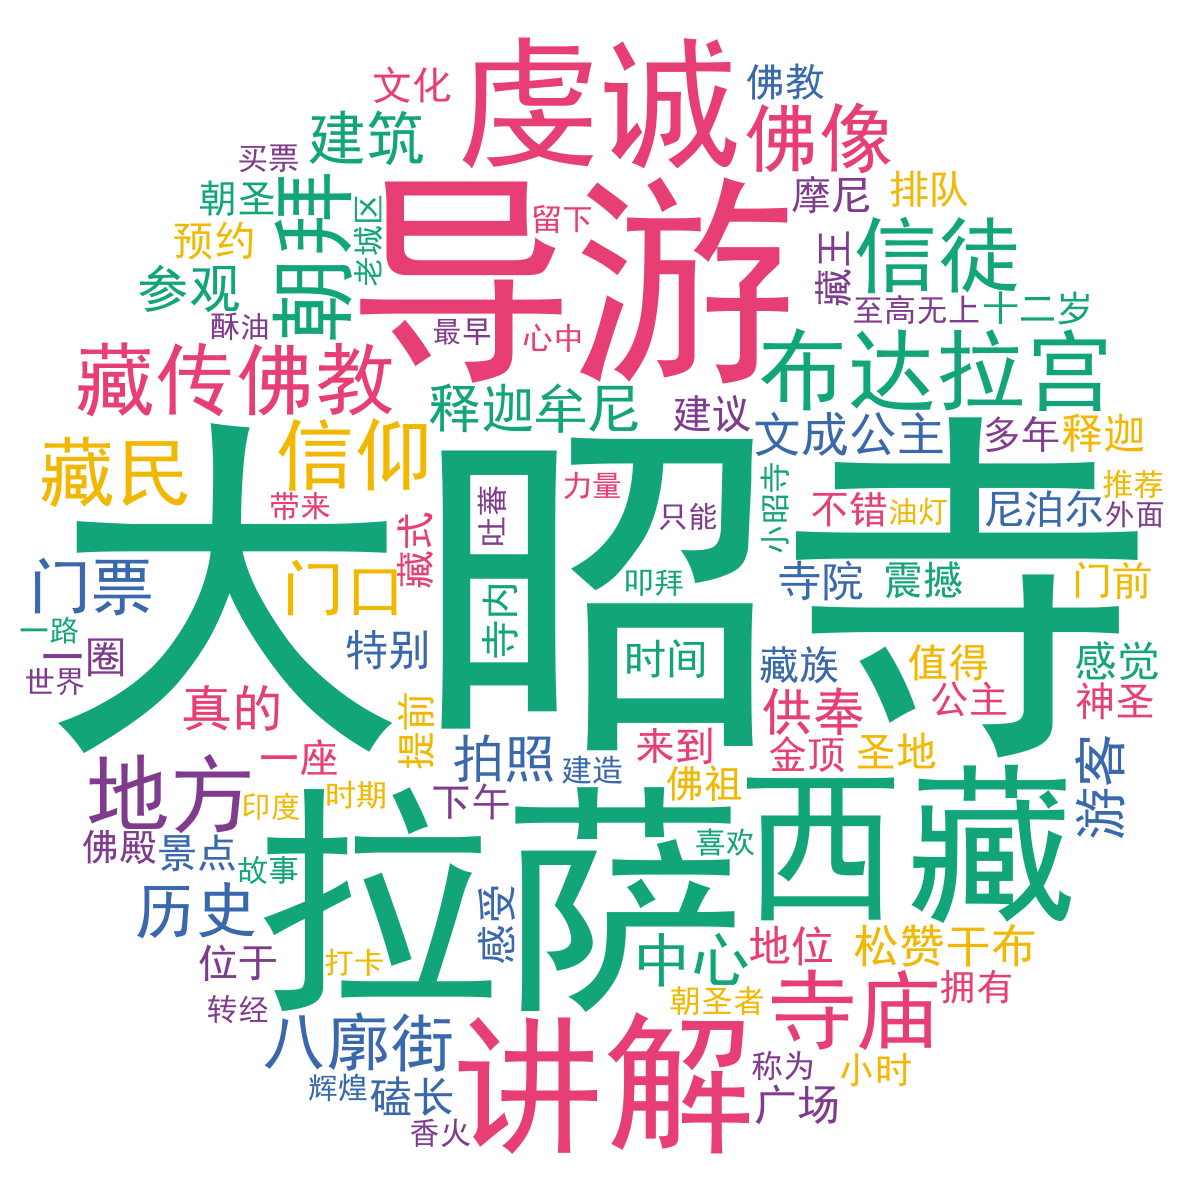 虔诚
文化
佛教
建筑
佛像
买票
朝圣
朝拜
老城区
导游
留下
摩尼
排队
预约
信徒
藏王
参观
酥油
最早
心中
至高无上
十二岁
藏传佛教
布达拉宫
释迦牟尼
建议
文成公主
多年
释迦
藏民
信仰
大昭寺
带来
藏式
吐蕃
力量
只能
小昭寺
不错
油灯
尼泊尔
推荐
外面
门票
门口
寺内
叩拜
寺院
震撼
门前
一路
一圈
世界
特别
时间
藏族
值得
感觉
真的
提前
供奉
公主
神圣
地方
一座
拍照
建造
来到
金顶
圣地
游客
印度
时期
下午
佛祖
西藏
佛殿
景点
故事
拉萨
喜欢
历史
感受
中心
地位
松赞干布
位于
打卡
转经
朝圣者
寺庙
拥有
八廓街
讲解
辉煌
磕长
称为
小时
广场
香火